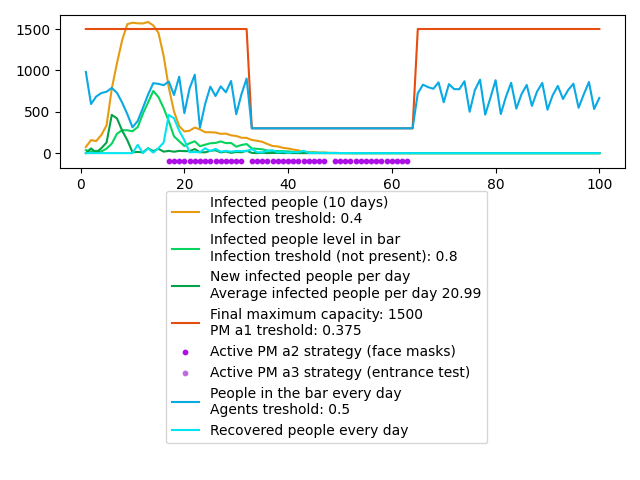 1500
1000
500
0
0 20 40 60 80 100
Infected people (10 days)
Infection treshold: 0.4
Infected people level in bar
Infection treshold (not present): 0.8
New infected people per day
Average infected people per day 20.99
Final maximum capacity: 1500
PM a1 treshold: 0.375
Active PM a2 strategy (face masks)
Active PM a3 strategy (entrance test)
People in the bar every day
Agents treshold: 0.5
Recovered people every day